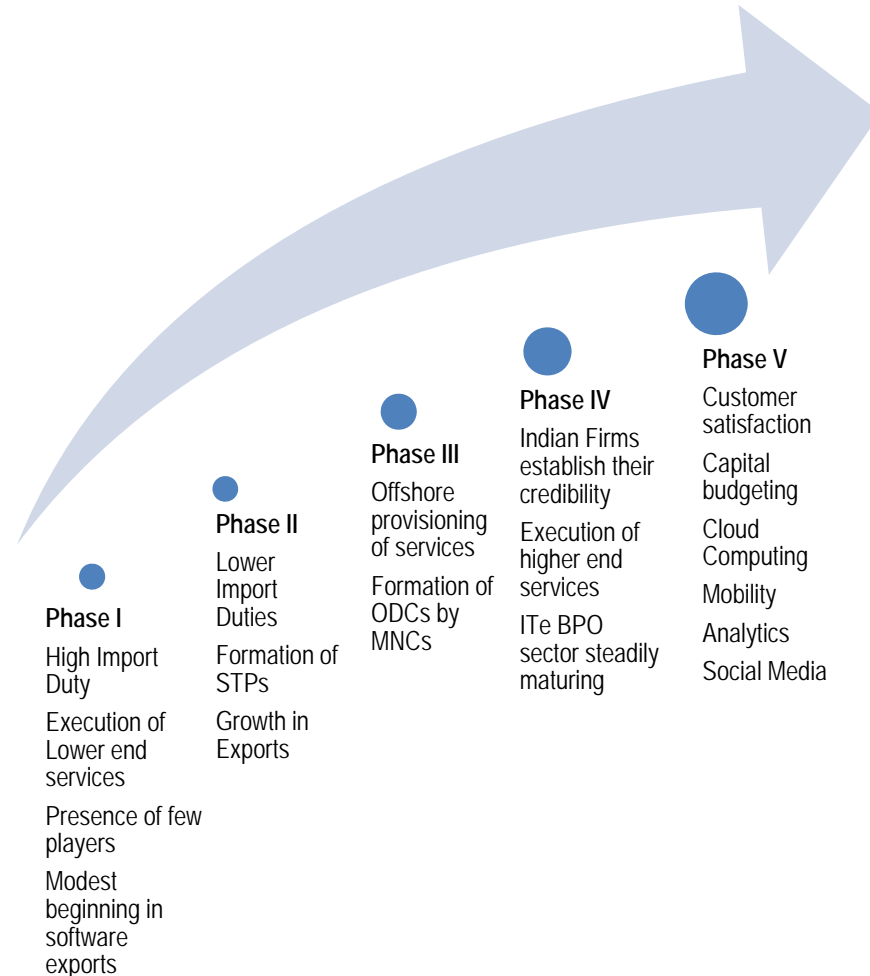 Phase I
High Import
Duty
Execution of
Lower end
services
Presence of few
players
Modest
beginning in
software
exports
Phase II
Lower
Import
Duties
Formation of
STPs
Growth in
Exports
Phase III
Offshore
provisioning
of services
Formation of
ODCs by
MNCs
Phase IV
Indian Firms
establish their
credibility
Execution of
higher end
services
ITe BPO
sector steadily
maturing
Phase V
Customer
satisfaction
Capital
budgeting
Cloud
Computing
Mobility
Analytics
Social Media